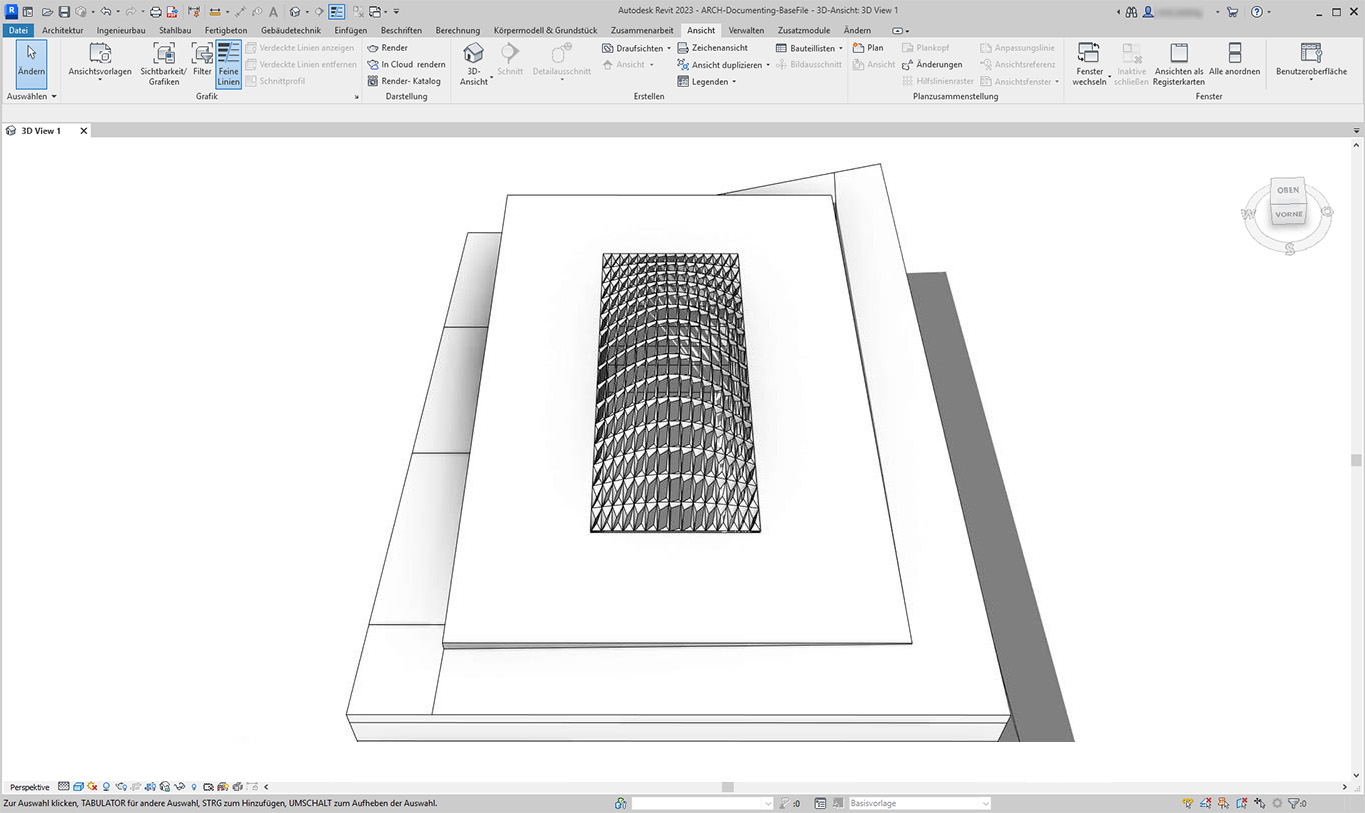 Autodesk Revit 2023 - ARCH-Documenting-BaseFile - 3D-Ansicht: 3D View 1
Datei Architektur Ingenieurbau Stahlbau Fertigbeton Gebäudetechnik Einfügen Beschriften Berechnung Körpermodell & Grundstück Zusammenarbeit Ansicht Verwalten Zusatzmodule Ändern
Ändern
Auswählen
Ansichtsvorlagen
Sichtbarkeit/
Grafiken
Filter
Feine
Linien
Verdeckte Linien anzeigen
Verdeckte Linien entfernen
Schnittprofil
Grafik
Render
In Cloud rendern
Render- Katalog
Darstellung
3D-
Ansicht
Schnitt
Detailausschnitt
Draufsichten
Ansicht
Zeichenansicht
Ansicht duplizieren
Legenden
Bauteillisten
Bildausschnitt
Erstellen
Plan
Ansicht
Plankopf
Änderungen
Hilfslinienraster
Anpassungslinie
Ansichtsreferenz
Ansichtsfenster
Planzusammenstellung
Fenster
wechseln
Inaktive
schließen
Ansichten als
Registerkarten
Alle anordnen
Fenster
Benutzeroberfläche
3D View 1
OBEN
VORNE
W
O
S
Perspektive
Zur Auswahl klicken, TABULATOR für andere Auswahl, STRG zum Hinzufügen, UMSCHALT zum Aufheben der Auswahl.
:0
Basisvorlage
:0